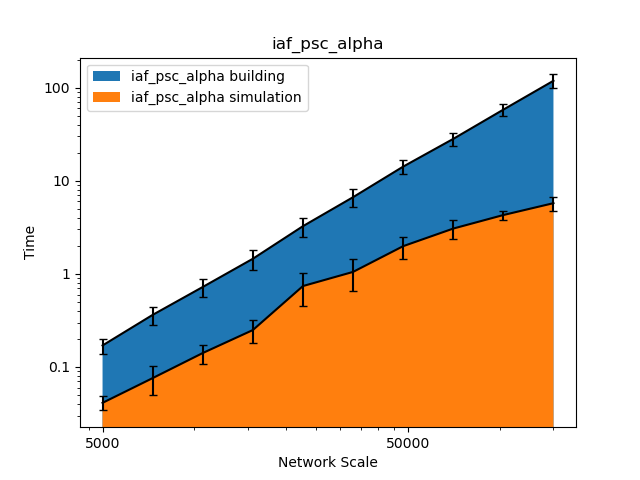 iaf_psc_alpha
iaf_psc_alpha building
iaf_psc_alpha simulation
100
10
1
0.1
Time
5000
50000
Network Scale